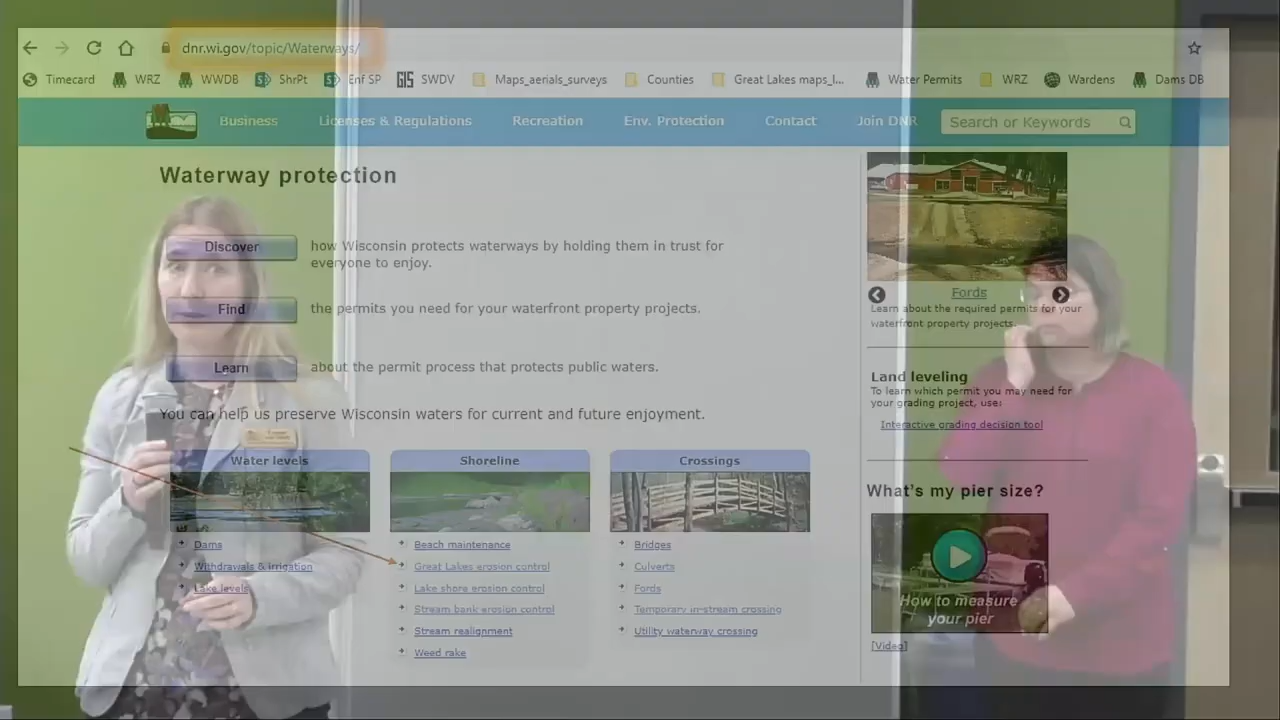 dnr.wi.gov/topic/Waterways/
Timecard WRZ WWDB ShrPt Enf SP SWDV Maps_aerials_surveys Counties Great Lakes maps_l... Water Permits WRZ Wardens Dams DB
Business Licenses & Regulations Recreation Env. Protection Contact Join DNR Search or Keywords
Waterway protection
Discover how Wisconsin protects waterways by holding them in trust for
everyone to enjoy.
Find the permits you need for your waterfront property projects.
Learn about the permit process that protects public waters.
You can help us preserve Wisconsin waters for current and future enjoyment.
Water levels
Dams
Withdrawals & irrigation
Lake levels
Shoreline
Beach maintenance
Great Lakes erosion control
Lake shore erosion control
Stream bank erosion control
Stream realignment
Weed rake
Crossings
Bridges
Culverts
Fords
Temporary in-stream crossing
Utility waterway crossing
Fords
Learn about the required permits for your
waterfront property projects.
Land leveling
To learn which permit you may need for
your grading project, use:
Interactive grading decision tool
What's my pier size?
How to measure
your pier
[Video]